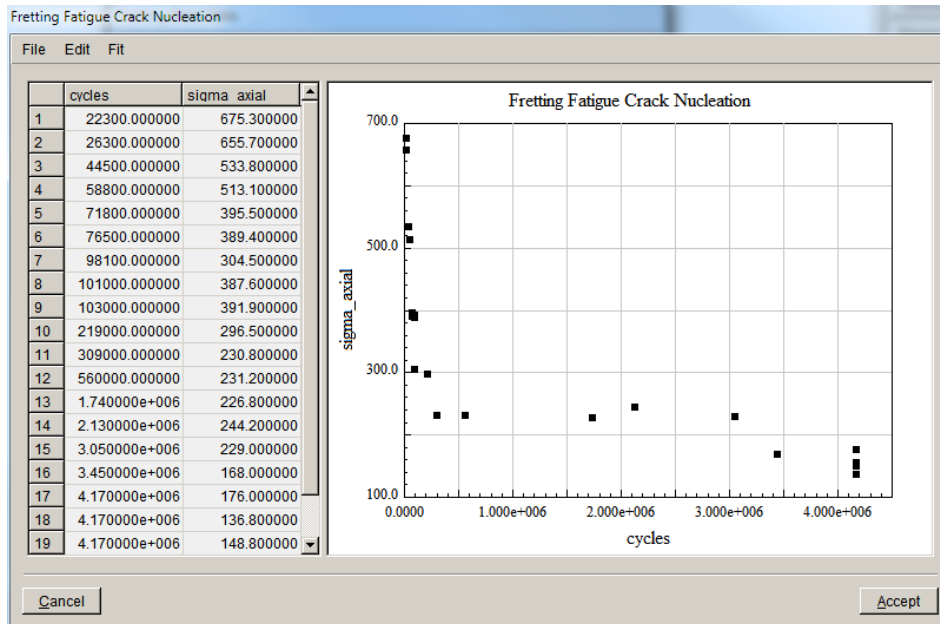 Fretting Fatigue Crack Nucleation
File Edit Fit
cycles sigma_axial
1 22300.000000 675.300000
2 26300.000000 655.700000
3 44500.000000 533.800000
4 58800.000000 513.100000
5 71800.000000 395.500000
6 76500.000000 389.400000
7 98100.000000 304.500000
8 101000.000000 387.600000
9 103000.000000 391.900000
10 219000.000000 296.500000
11 309000.000000 230.800000
12 560000.000000 231.200000
13 1.740000e+006 226.800000
14 2.130000e+006 244.200000
15 3.050000e+006 229.000000
16 3.450000e+006 168.000000
17 4.170000e+006 176.000000
18 4.170000e+006 136.800000
19 4.170000e+006 148.800000
Fretting Fatigue Crack Nucleation
700.0
500.0
300.0
100.0
sigma_axial
0.0000 1.000e+006 2.000e+006 3.000e+006 4.000e+006
cycles
Cancel Accept